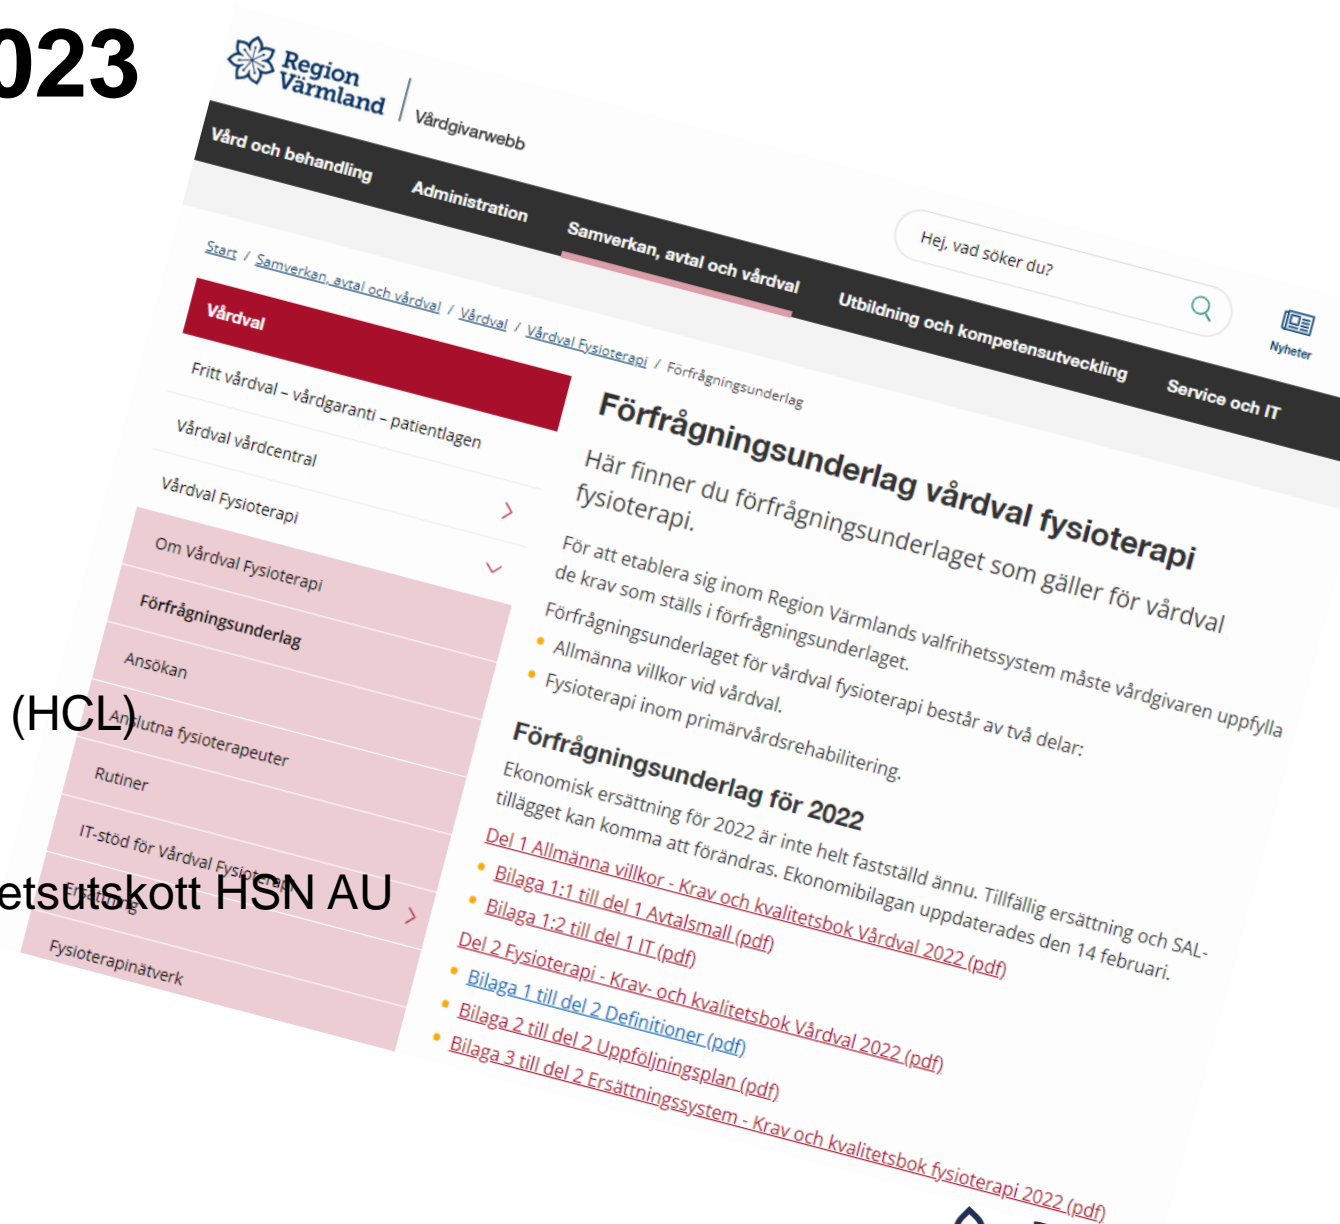 023
Region
Värmland
Vårdgivarwebb
Hej, vad söker du?
Nyheter
Vård och behandling
Administration
Samverkan, avtal och vårdval
Utbildning och kompetensutveckling
Service och IT
Start / Samverkan, avtal och vårdval / Vårdval / Vårdval Fysioterapi / Förfrågningsunderlag
Vårdval
Fritt vårdval – vårdgaranti – patientlagen
Vårdval vårdcentral
Vårdval Fysioterapi
Om Vårdval Fysioterapi
Förfrågningsunderlag
Ansökan
(HCL)
Anslutna fysioterapeuter
Rutiner
IT-stöd för Vårdval Fysioterapi
etsutskott HSN AU
Ersättning
Fysioterapinätverk
Förfrågningsunderlag vårdval fysioterapi
Här finner du förfrågningsunderlaget som gäller för vårdval
fysioterapi.
För att etablera sig inom Region Värmlands valfrihetssystem måste vårdgivaren uppfylla
de krav som ställs i förfrågningsunderlaget.
Förfrågningsunderlaget för vårdval fysioterapi består av två delar:
Allmänna villkor vid vårdval.
Fysioterapi inom primärvårdsrehabilitering.
Förfrågningsunderlag för 2022
Ekonomisk ersättning för 2022 är inte helt fastställd ännu. Tillfällig ersättning och SAL-
tillägget kan komma att förändras. Ekonomibilagan uppdaterades den 14 februari.
Del 1 Allmänna villkor - Krav och kvalitetsbok Vårdval 2022 (pdf)
Bilaga 1:1 till del 1 Avtalsmall (pdf)
Bilaga 1:2 till del 1 IT (pdf)
Del 2 Fysioterapi - Krav- och kvalitetsbok Vårdval 2022 (pdf)
Bilaga 1 till del 2 Definitioner (pdf)
Bilaga 2 till del 2 Uppföljningsplan (pdf)
Bilaga 3 till del 2 Ersättningssystem - Krav och kvalitetsbok fysioterapi 2022 (pdf)